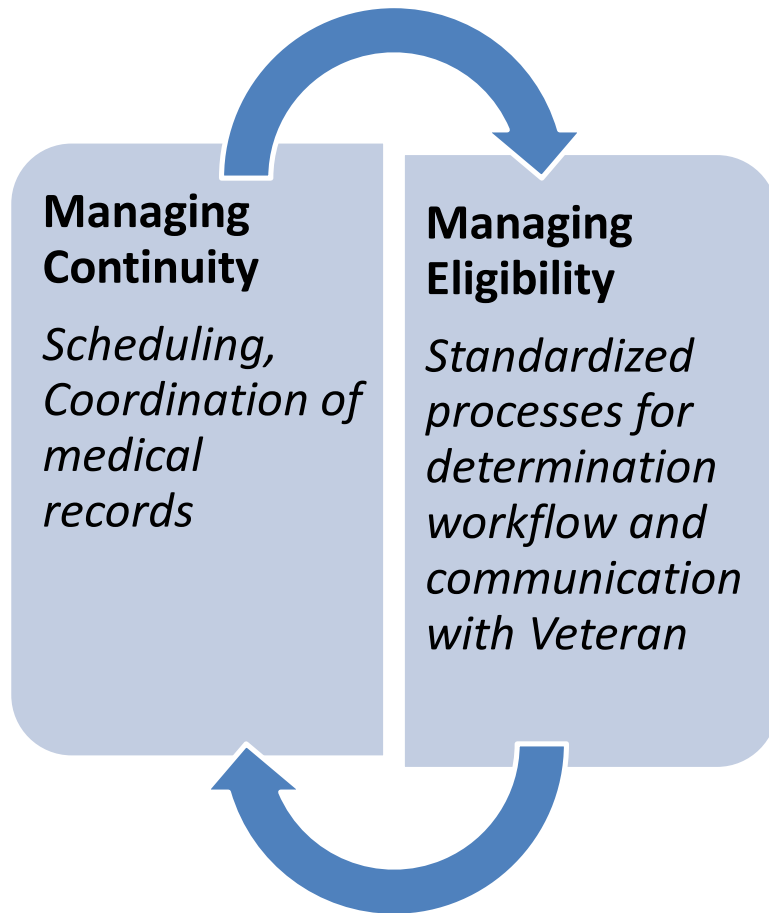 Managing
Continuity
Scheduling,
Coordination of
medical
records
Managing
Eligibility
Standardized
processes for
determination
workflow and
communication
with Veteran